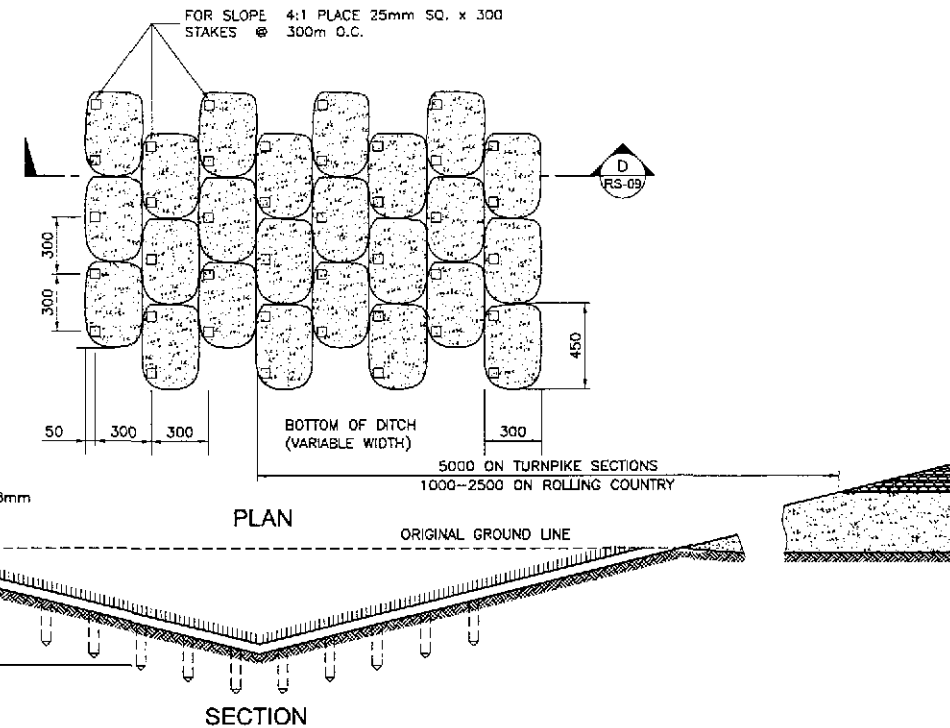 FOR SLOPE 4:1 PLACE 25mm SQ. x 300
STAKES @ 300m O.C.
D
RS-09
300
300
450
50
300
300
BOTTOM OF DITCH
(VARIABLE WIDTH)
300
5000 ON TURNPIKE SECTIONS
1000-2500 ON ROLLING COUNTRY
PLAN
ORIGINAL GROUND LINE
SECTION